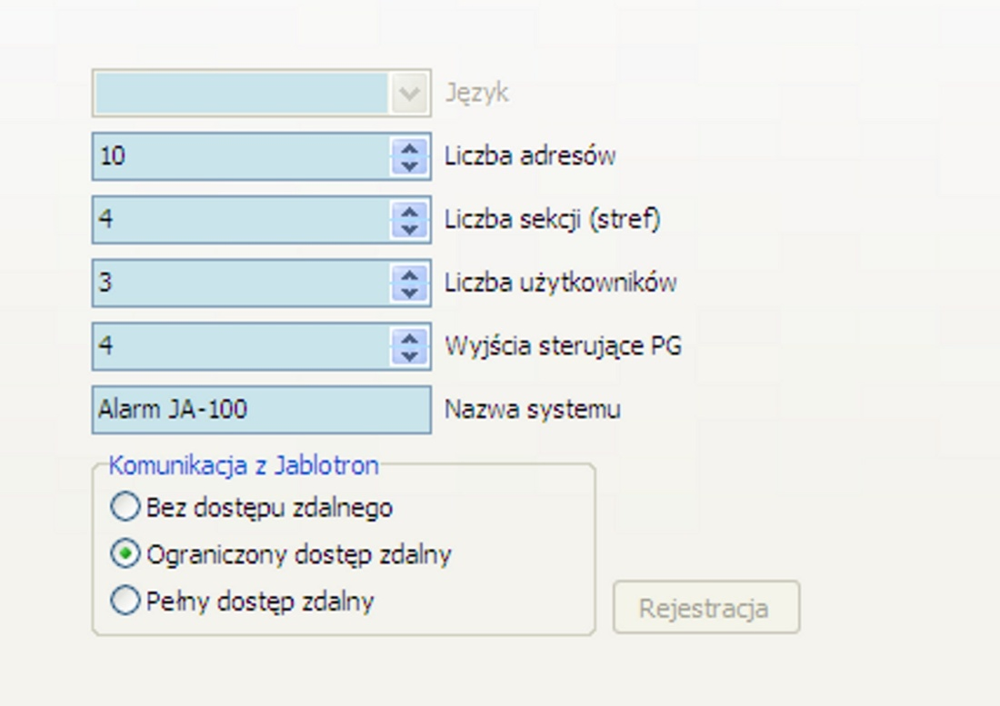 Język
10 Liczba adresów
4 Liczba sekcji (stref)
3 Liczba użytkowników
4 Wyjścia sterujące PG
Alarm JA-100 Nazwa systemu
Komunikacja z Jablotron
Bez dostępu zdalnego
Ograniczony dostęp zdalny
Pełny dostęp zdalny
Rejestracja